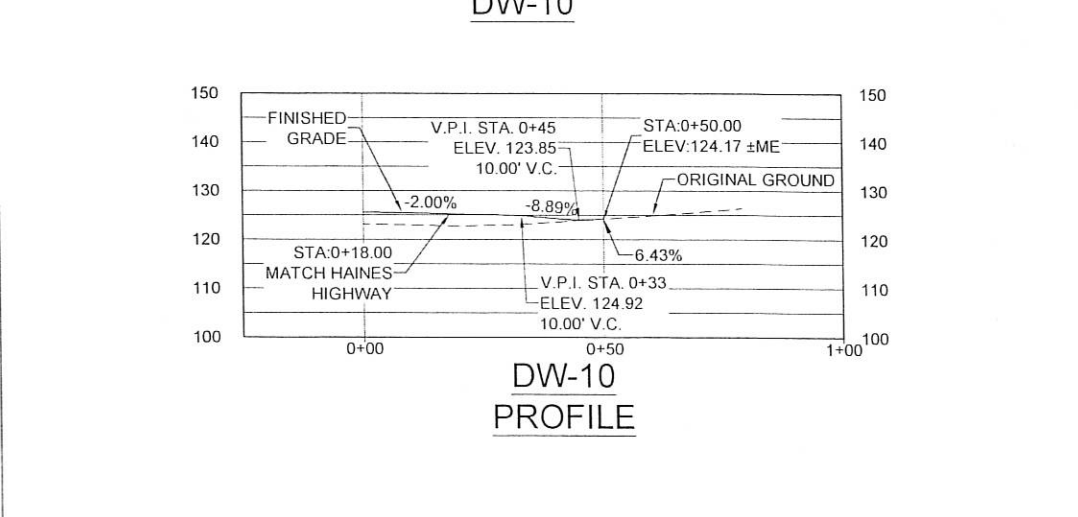 DW-10
150
140
130
120
110
100
FINISHED
GRADE
-2.00%
STA:0+18.00
MATCH HAINES
HIGHWAY
V.P.I. STA. 0+45
ELEV. 123.85
10.00' V.C.
-8.89%
STA:0+50.00
ELEV:124.17 ±ME
ORIGINAL GROUND
6.43%
V.P.I. STA. 0+33
ELEV. 124.92
10.00' V.C.
150
140
130
120
110
100
0+00
0+50
1+00
DW-10
PROFILE